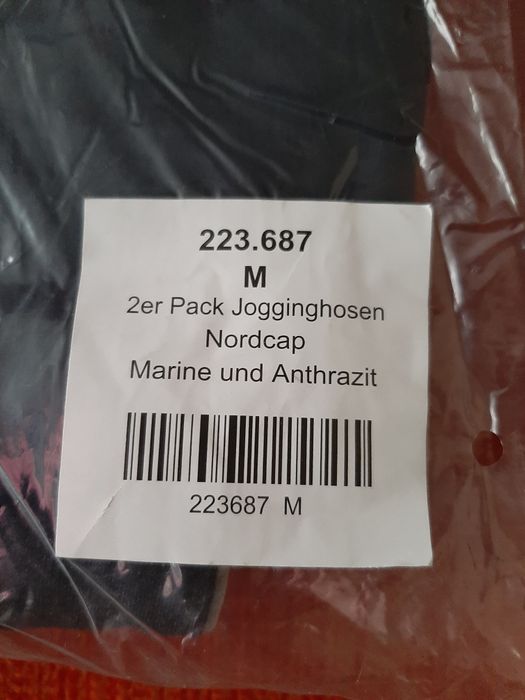 223.687
M
2er Pack Jogginghosen
Nordcap
Marine und Anthrazit
223687 M